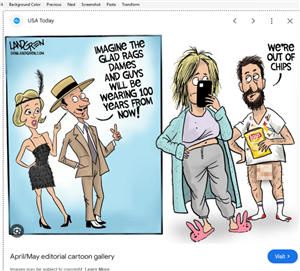 Background Color Previous Next Screenshot Paste Transform
USA Today
LANDGREN
IMAGINE THE
GLAD RAGS
DAMES
AND GUYS
WILL BE
WEARING 100
YEARS FROM
NOW!
WE'RE
OUT OF
CHIPS
April/May editorial cartoon gallery
Visit
Images may be subject to copyright. Learn More